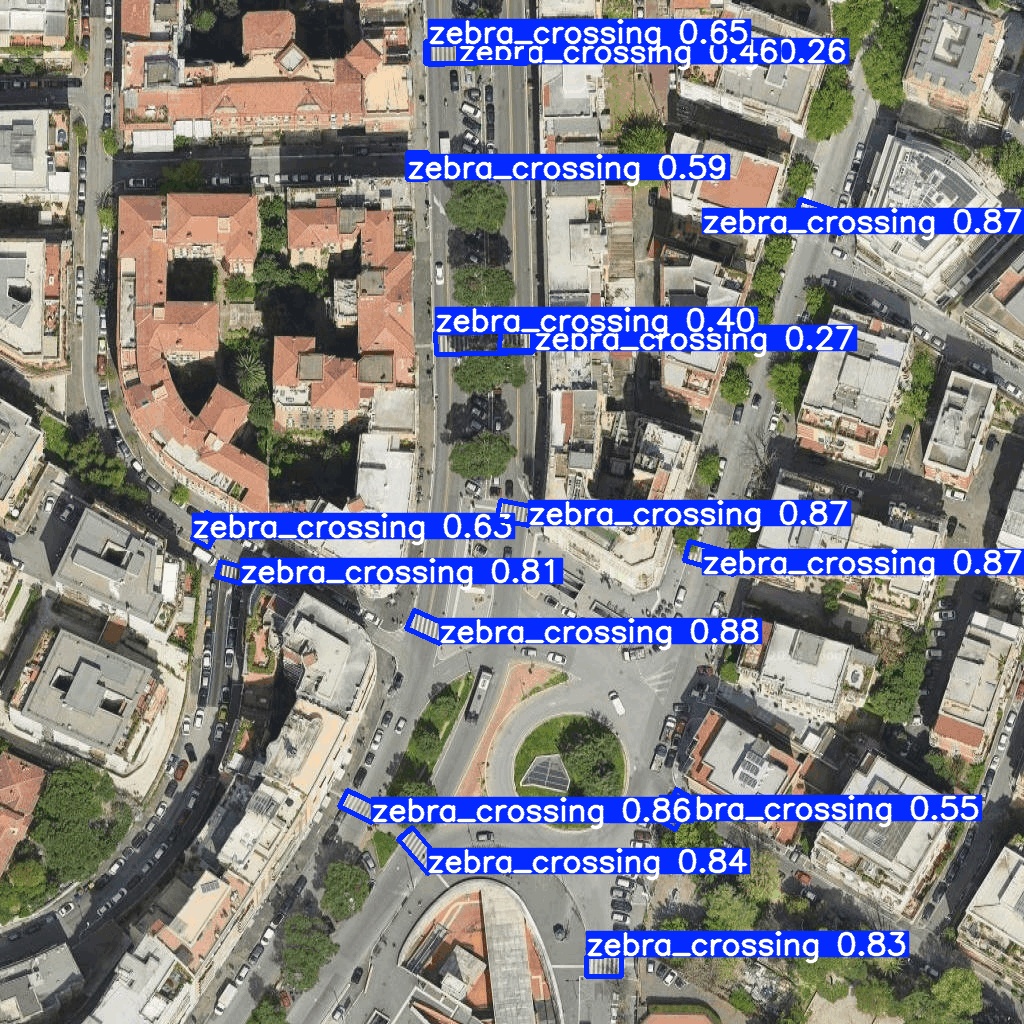 zebra_crossing 0.65
zebra_crossing 0.46 0.26
zebra_crossing 0.59
zebra_crossing 0.87
zebra_crossing 0.40
zebra_crossing 0.27
zebra_crossing 0.87
zebra_crossing 0.63
zebra_crossing 0.87
zebra_crossing 0.81
zebra_crossing 0.88
zebra_crossing 0.86
bra_crossing 0.55
zebra_crossing 0.84
zebra_crossing 0.83